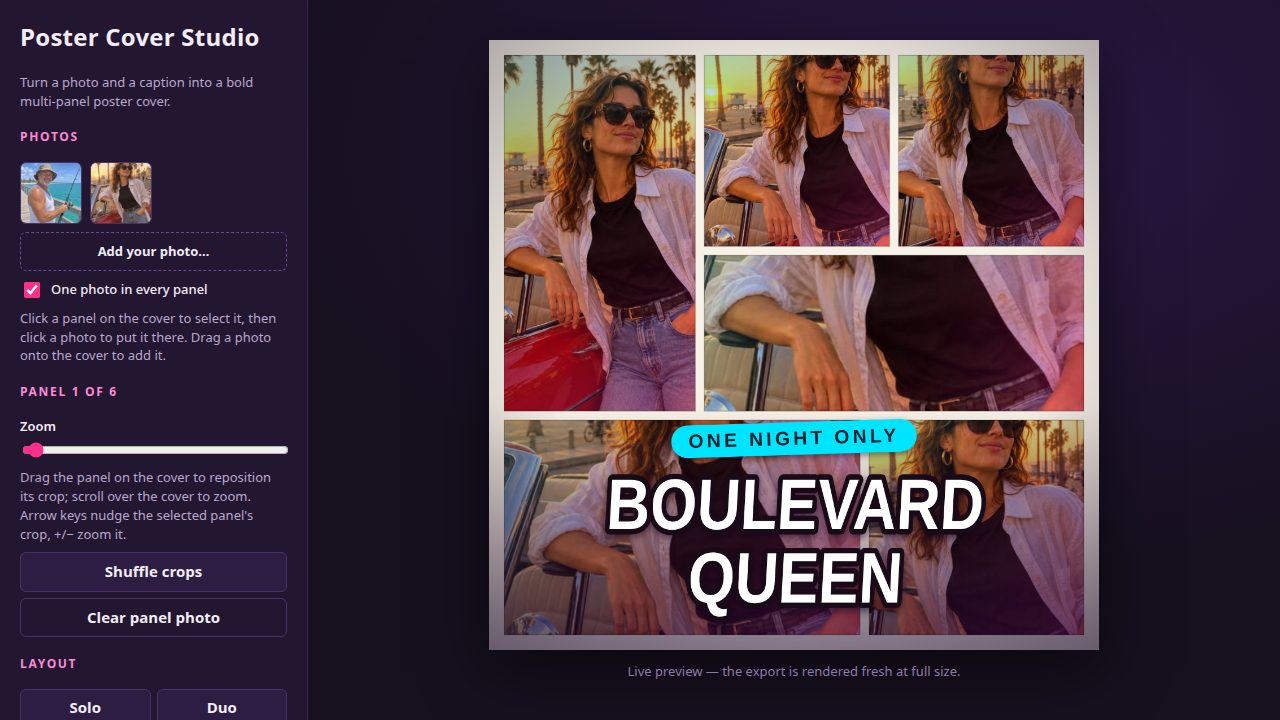 Poster Cover Studio
Turn a photo and a caption into a bold
multi-panel poster cover.
PHOTOS
Add your photo...
One photo in every panel
Click a panel on the cover to select it, then
click a photo to put it there. Drag a photo
onto the cover to add it.
PANEL 1 OF 6
Zoom
Drag the panel on the cover to reposition
its crop; scroll over the cover to zoom.
Arrow keys nudge the selected panel's
crop, +/− zoom it.
Shuffle crops
Clear panel photo
LAYOUT
Solo
Duo
ONE NIGHT ONLY
BOULEVARD
QUEEN
Live preview — the export is rendered fresh at full size.